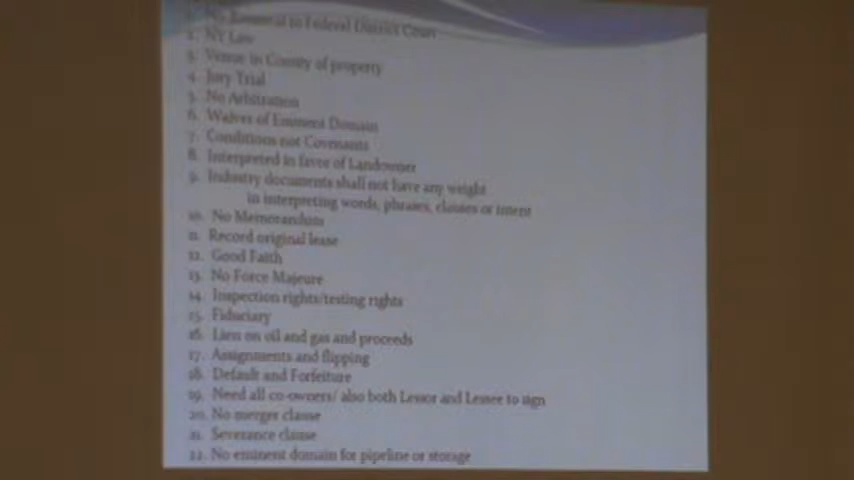 1. No Removal to Federal District Court
2. NY Law
3. Venue in County of property
4. Jury Trial
5. No Arbitration
6. Waiver of Eminent Domain
7. Conditions not Covenants
8. Interpreted in favor of Landowner
9. Industry documents shall not have any weight
in interpreting words, phrases, clauses or intent
10. No Memorandum
11. Record original lease
12. Good Faith
13. No Force Majeure
14. Inspection rights/testing rights
15. Fiduciary
16. Lien on oil and gas and proceeds
17. Assignments and flipping
18. Default and Forfeiture
19. Need all co-owners/ also both Lessor and Lessee to sign
20. No merger clause
21. Severance clause
22. No eminent domain for pipeline or storage